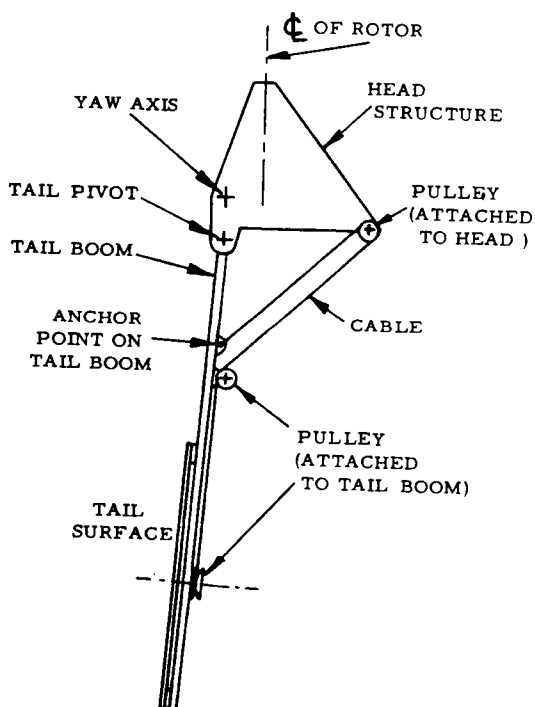 ℄ OF ROTOR
YAW AXIS
HEAD
STRUCTURE
TAIL PIVOT
PULLEY
(ATTACHED
TO HEAD )
TAIL BOOM
ANCHOR
POINT ON
TAIL BOOM
CABLE
PULLEY
(ATTACHED
TO TAIL BOOM)
TAIL
SURFACE